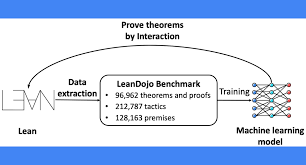 Prove theorems
by Interaction
Data
extraction
LeanDojo Benchmark
• 96,962 theorems and proofs
• 212,787 tactics
• 128,163 premises
Training
LEAN
Lean
Machine learning
model